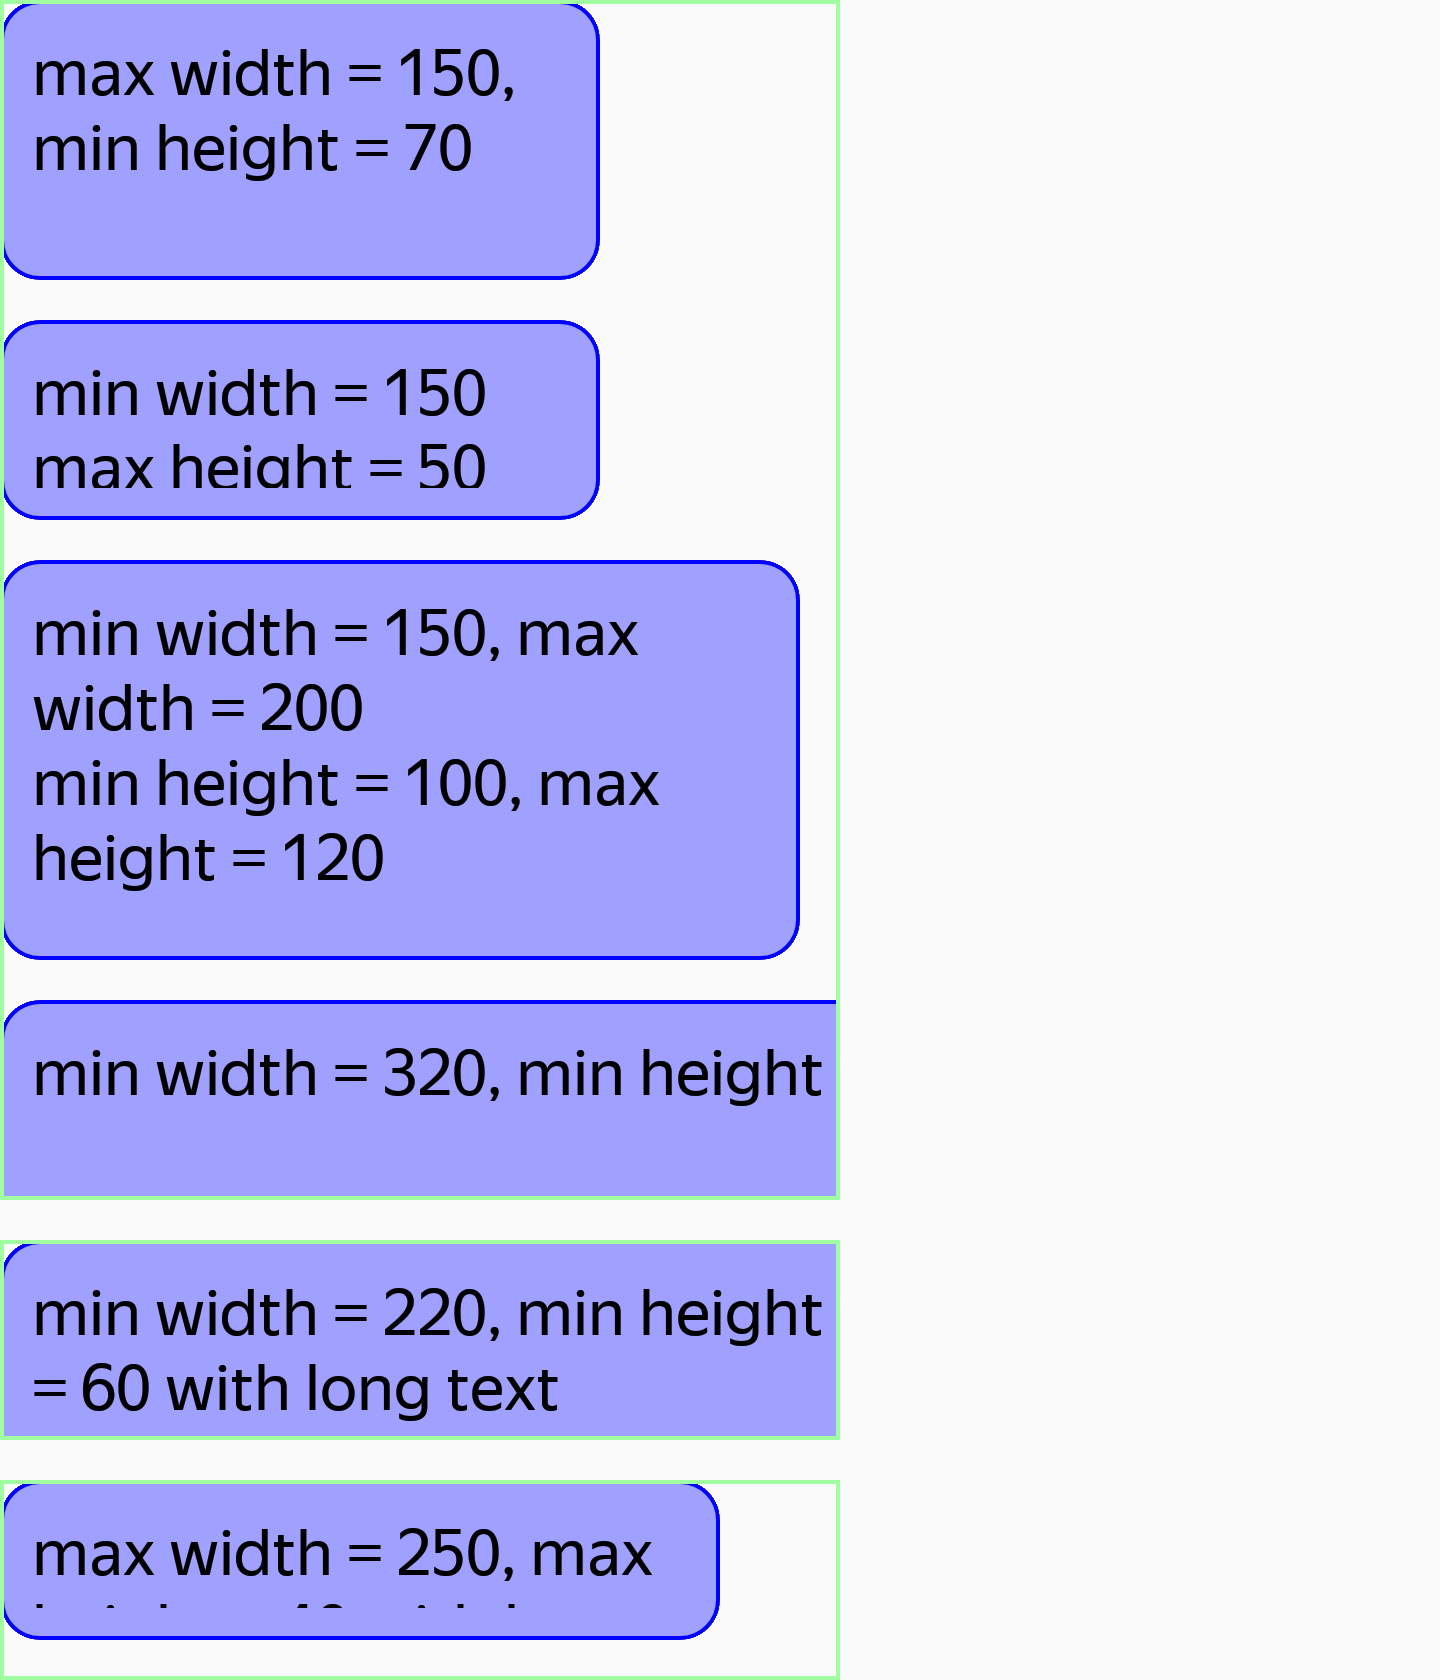 max width = 150,
min height = 70
min width = 150
max height = 50
min width = 150, max
width = 200
min height = 100, max
height = 120
min width = 320, min height
min width = 220, min height
= 60 with long text
max width = 250, max